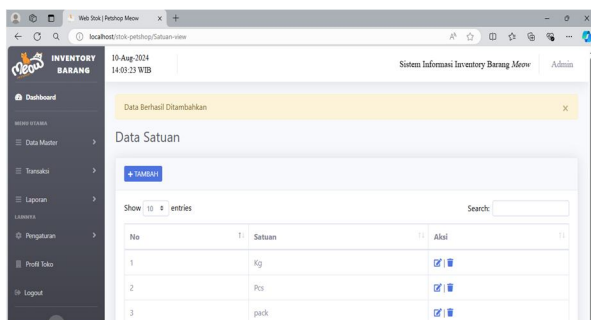 Web Stok | Petshop Meow
localhost/stok-petshop/Satuan-view
Meow INVENTORY BARANG
10-Aug-2024
14:03:23 WIB
Sistem Informasi Inventory Barang Meow
Admin
Dashboard
MENU UTAMA
Data Master
Transaksi
Laporan
LAINNYA
Pengaturan
Profil Toko
Logout
Data Berhasil Ditambahkan
Data Satuan
+ TAMBAH
Show 10 entries
Search:
No Satuan Aksi
1 Kg
2 Pcs
3 pack